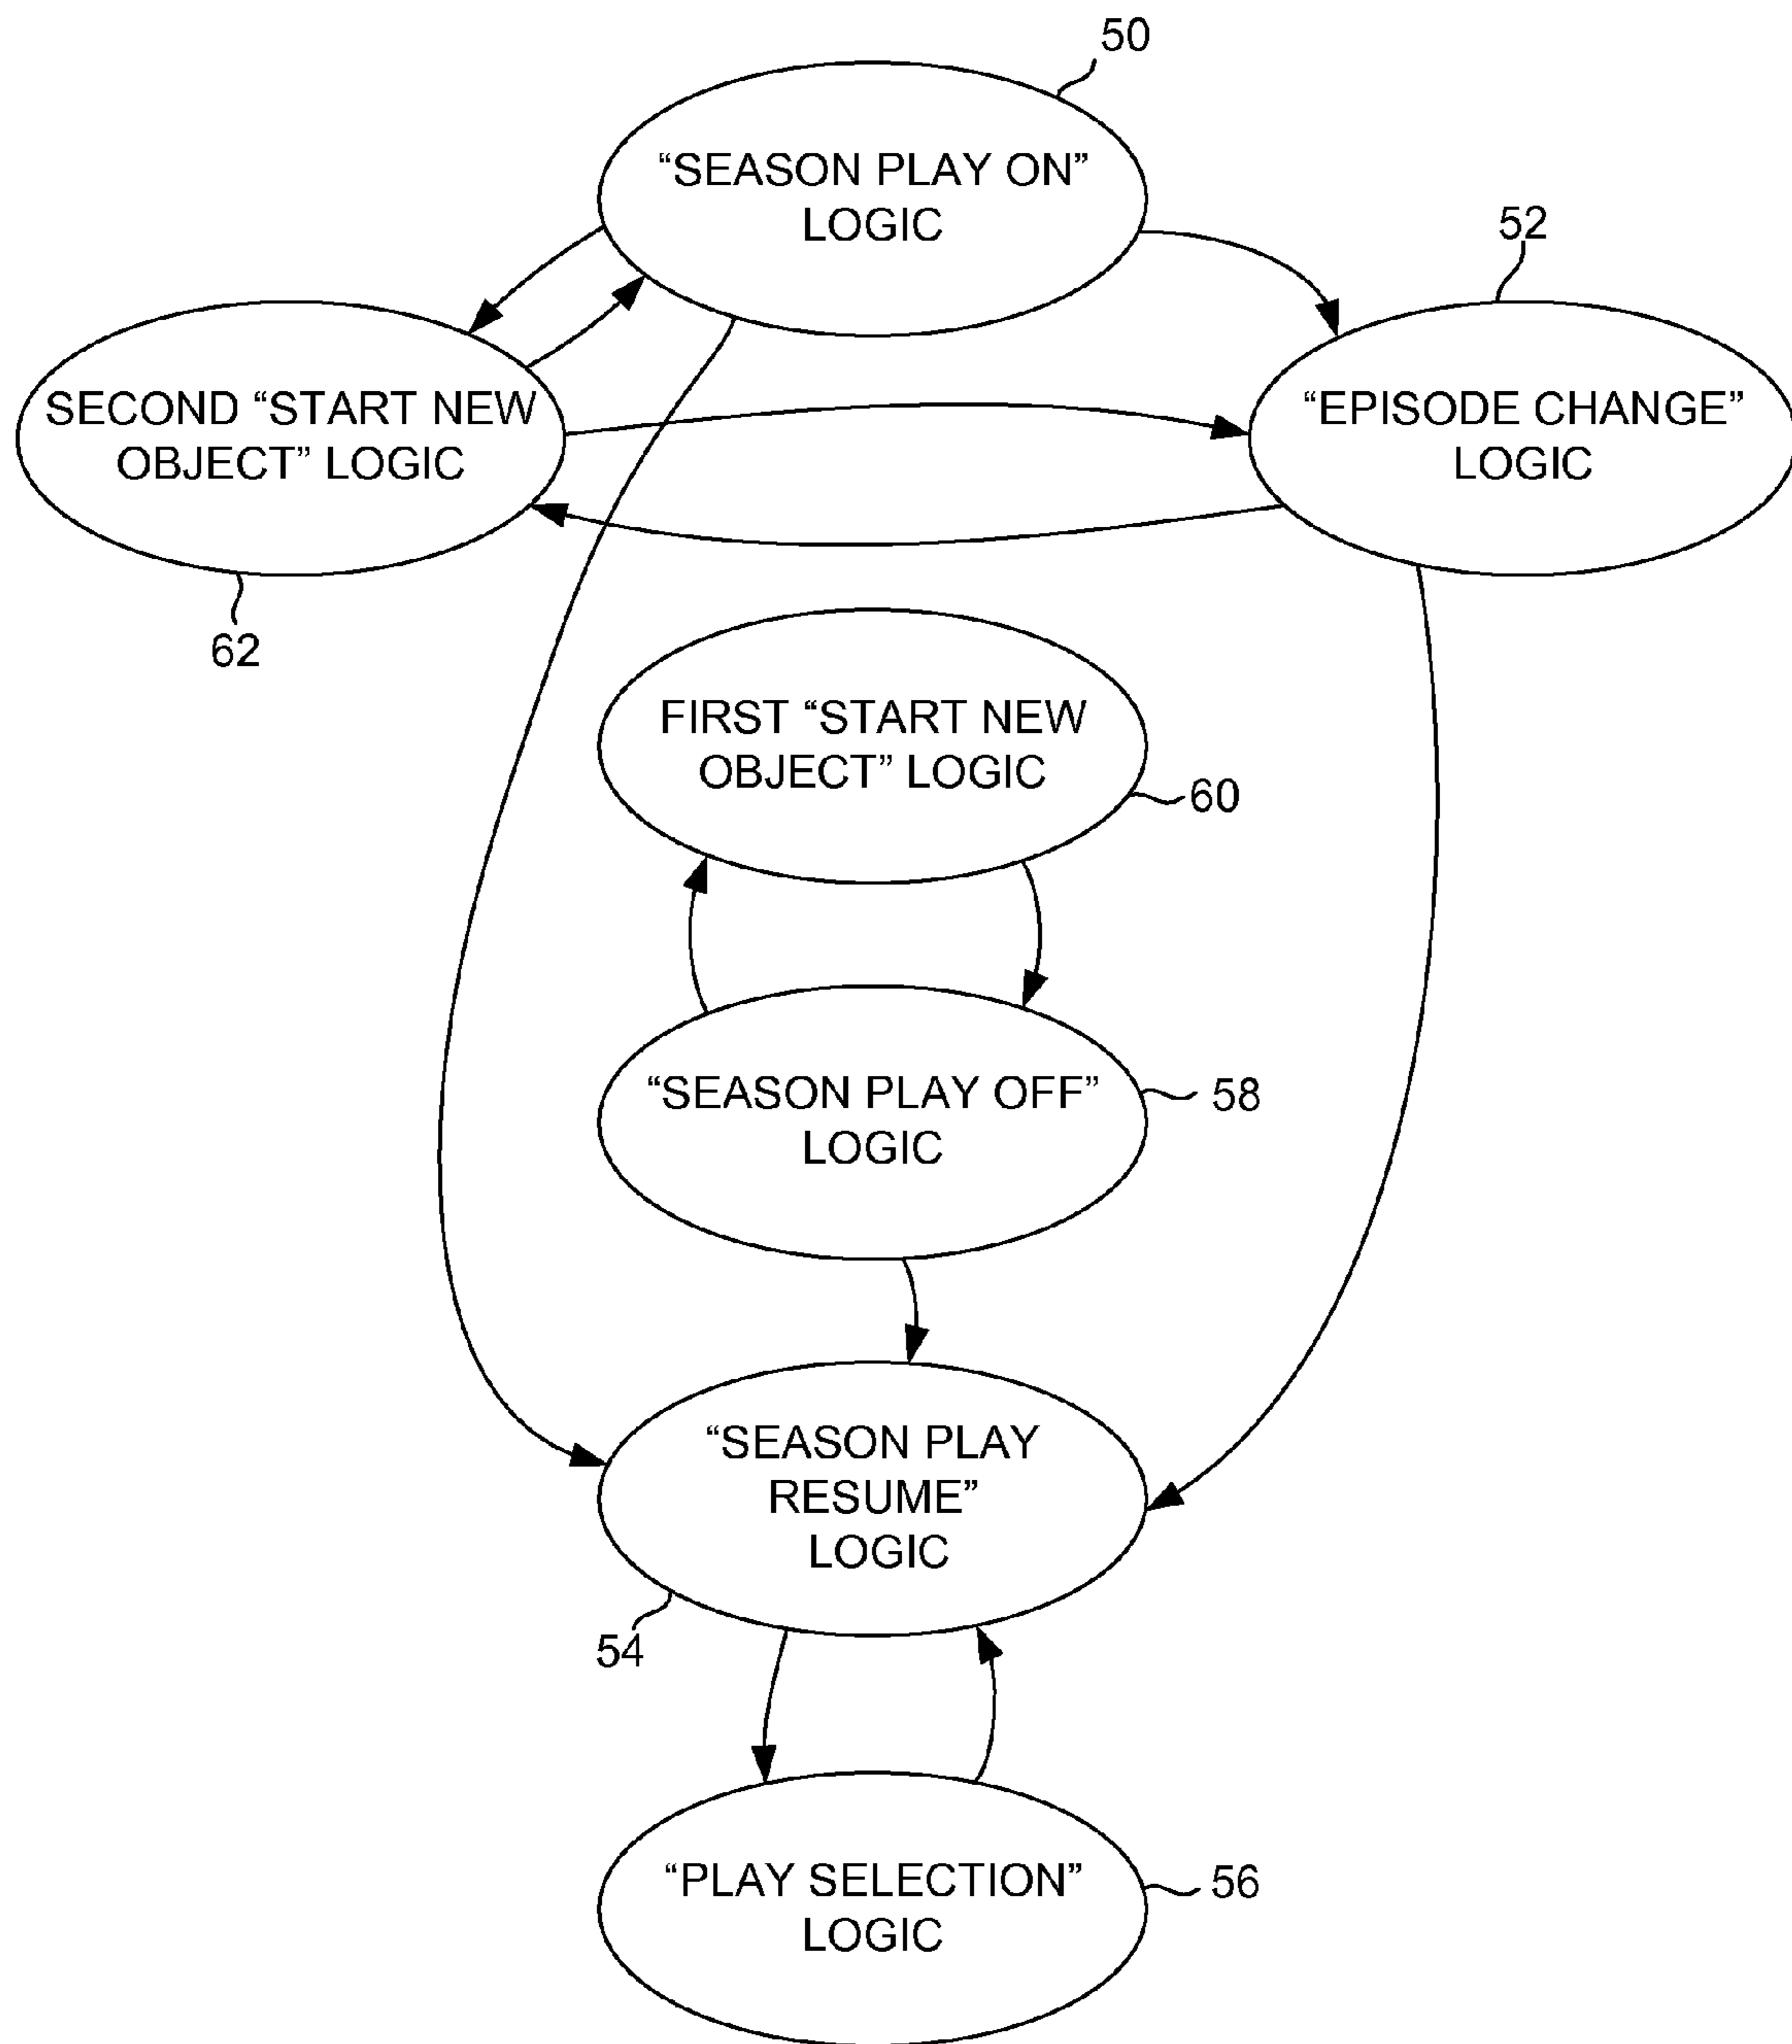 50
“SEASON PLAY ON”
LOGIC
52
SECOND “START NEW
OBJECT” LOGIC
“EPISODE CHANGE”
LOGIC
62
FIRST “START NEW
OBJECT” LOGIC
60
“SEASON PLAY OFF”
LOGIC
58
“SEASON PLAY
RESUME”
LOGIC
54
“PLAY SELECTION”
LOGIC
56